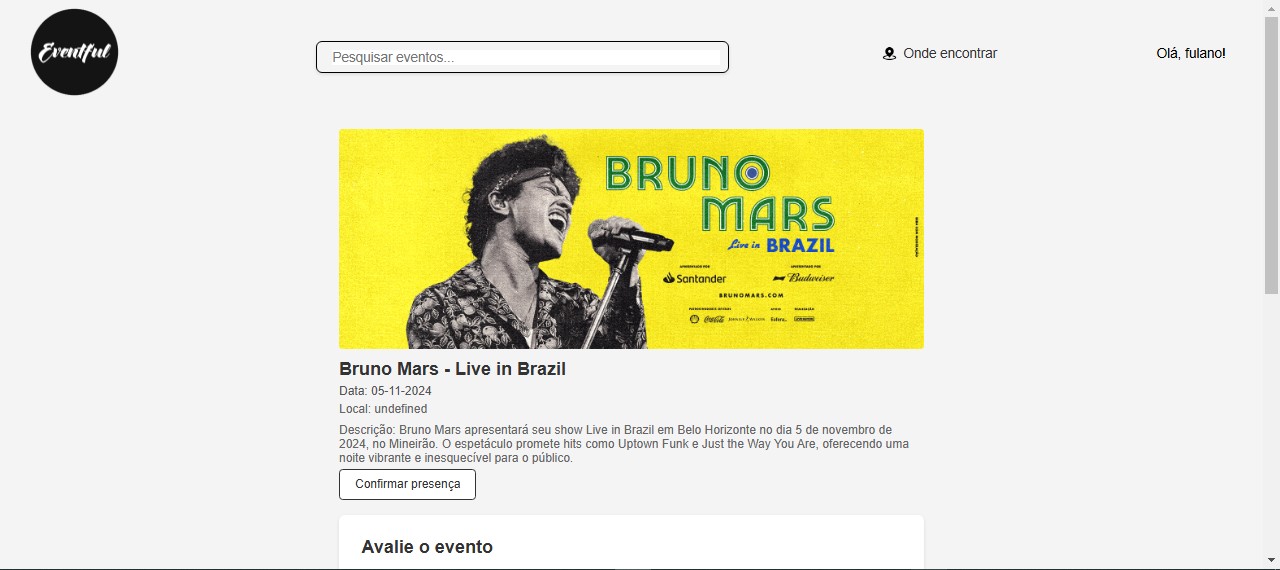 Eventful
Pesquisar eventos...
Onde encontrar
Olá, fulano!
BRUNO
MARS
Live in BRAZIL
Santander
Budweiser
BRUNOMARS.COM
Bruno Mars - Live in Brazil
Data: 05-11-2024
Local: undefined
Descrição: Bruno Mars apresentará seu show Live in Brazil em Belo Horizonte no dia 5 de novembro de
2024, no Mineirão. O espetáculo promete hits como Uptown Funk e Just the Way You Are, oferecendo uma
noite vibrante e inesquecível para o público.
Confirmar presença
Avalie o evento